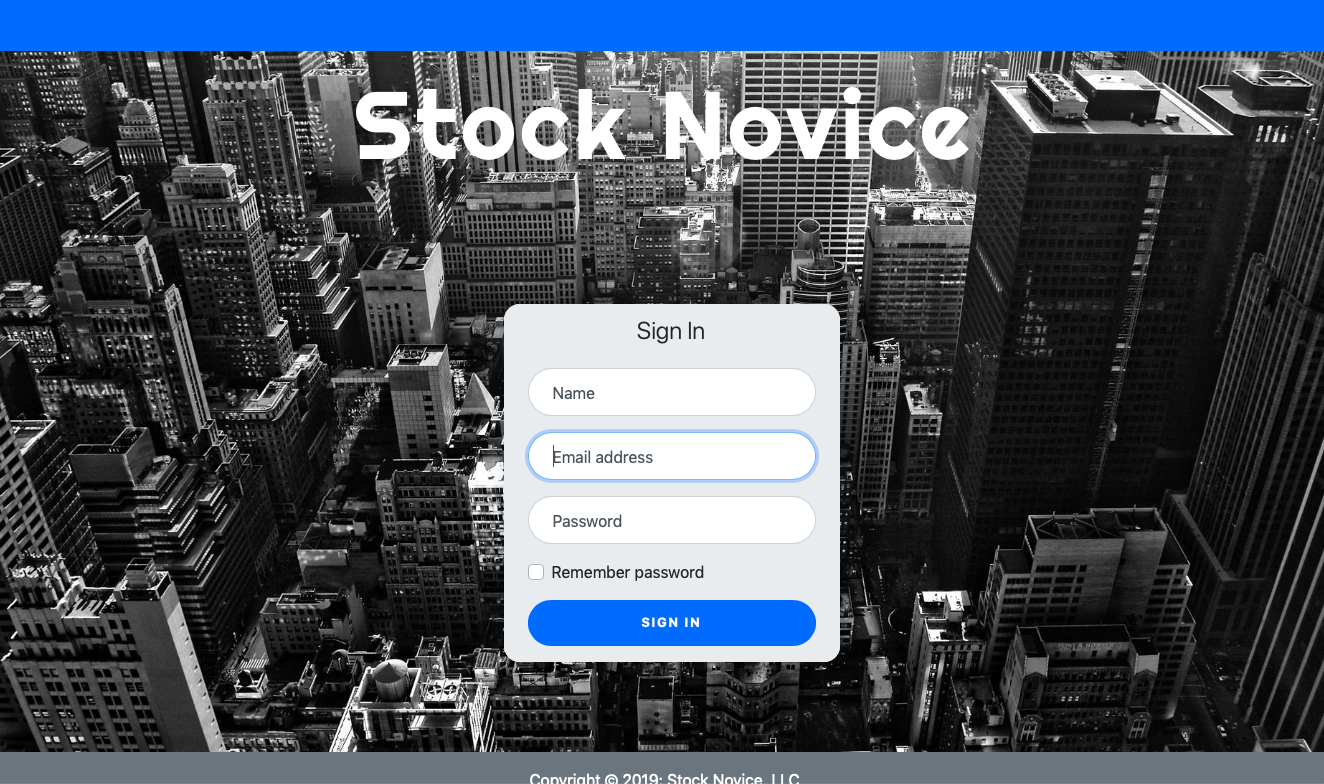 Stock Novice
Sign In
Name
Email address
Password
Remember password
SIGN IN
Copyright © 2019: Stock Novice, LLC